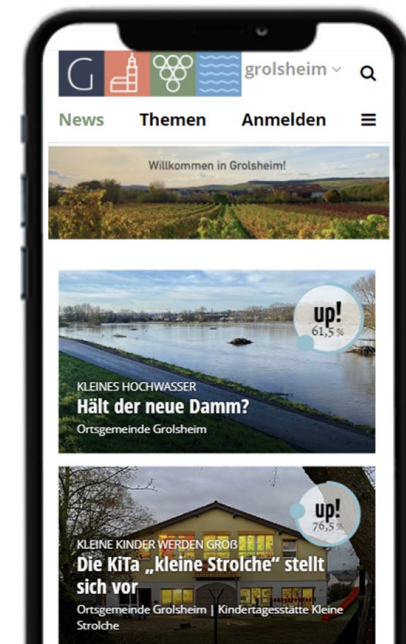 G
grolsheim
News Themen Anmelden
Willkommen in Grolsheim!
up!
61,5 %
KLEINES HOCHWASSER
Hält der neue Damm?
Ortsgemeinde Grolsheim
up!
76,5 %
KLEINE KINDER WERDEN GROß
Die KiTa „kleine Strolche“ stellt
sich vor
Ortsgemeinde Grolsheim | Kindertagesstätte Kleine
Strolche